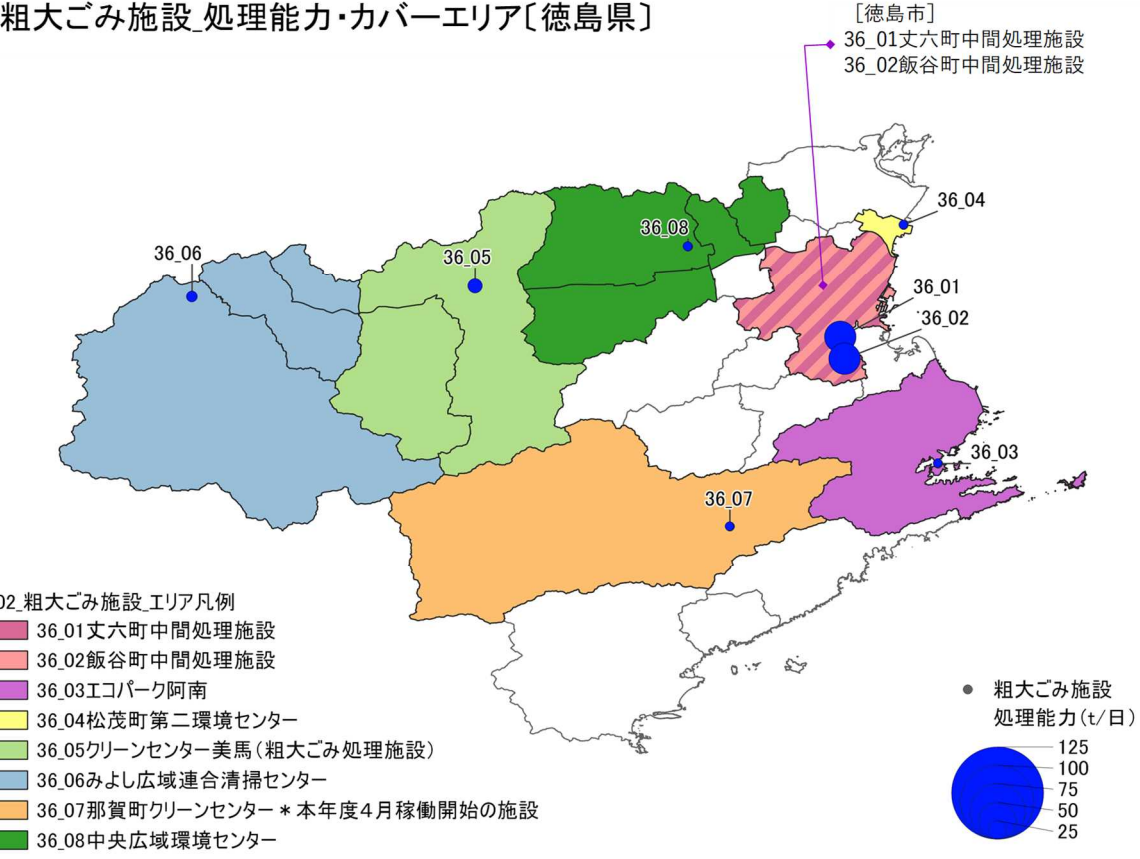 粗大ごみ施設_処理能力・カバーエリア〔徳島県〕
［徳島市］
36_01丈六町中間処理施設
36_02飯谷町中間処理施設
36_04
36_08
36_06
36_05
36_01
36_02
36_03
36_07
02_粗大ごみ施設_エリア凡例
36_01丈六町中間処理施設
36_02飯谷町中間処理施設
36_03エコパーク阿南
36_04松茂町第二環境センター
36_05クリーンセンター美馬（粗大ごみ処理施設）
36_06みよし広域連合清掃センター
36_07那賀町クリーンセンター＊本年度４月稼働開始の施設
36_08中央広域環境センター
粗大ごみ施設
処理能力（t/日）
125
100
75
50
25